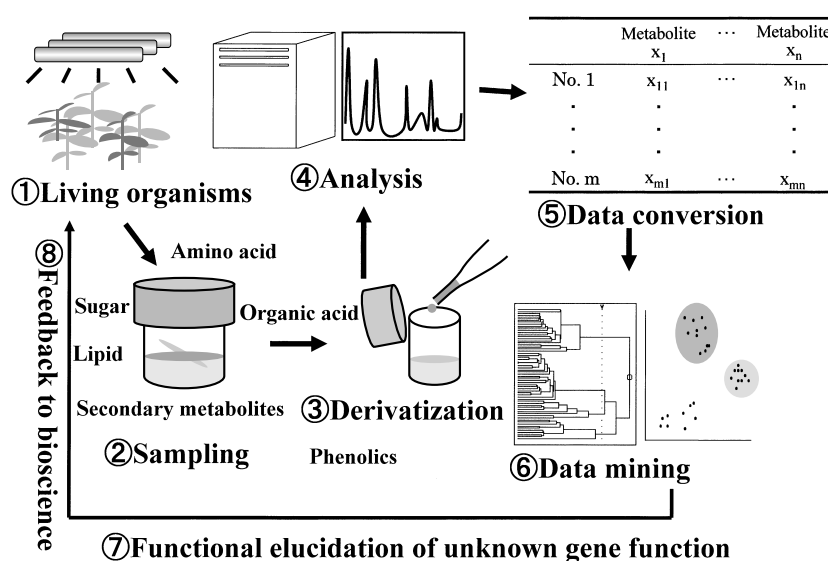 ①Living organisms
④Analysis
Metabolite ··· Metabolite
x1 xn
No. 1 x11 ··· x1n
No. m xm1 ··· xmn
⑤Data conversion
Amino acid
Sugar
Organic acid
Lipid
Secondary metabolites
②Sampling
③Derivatization
Phenolics
⑥Data mining
⑦Functional elucidation of unknown gene function
⑧Feedback to bioscience